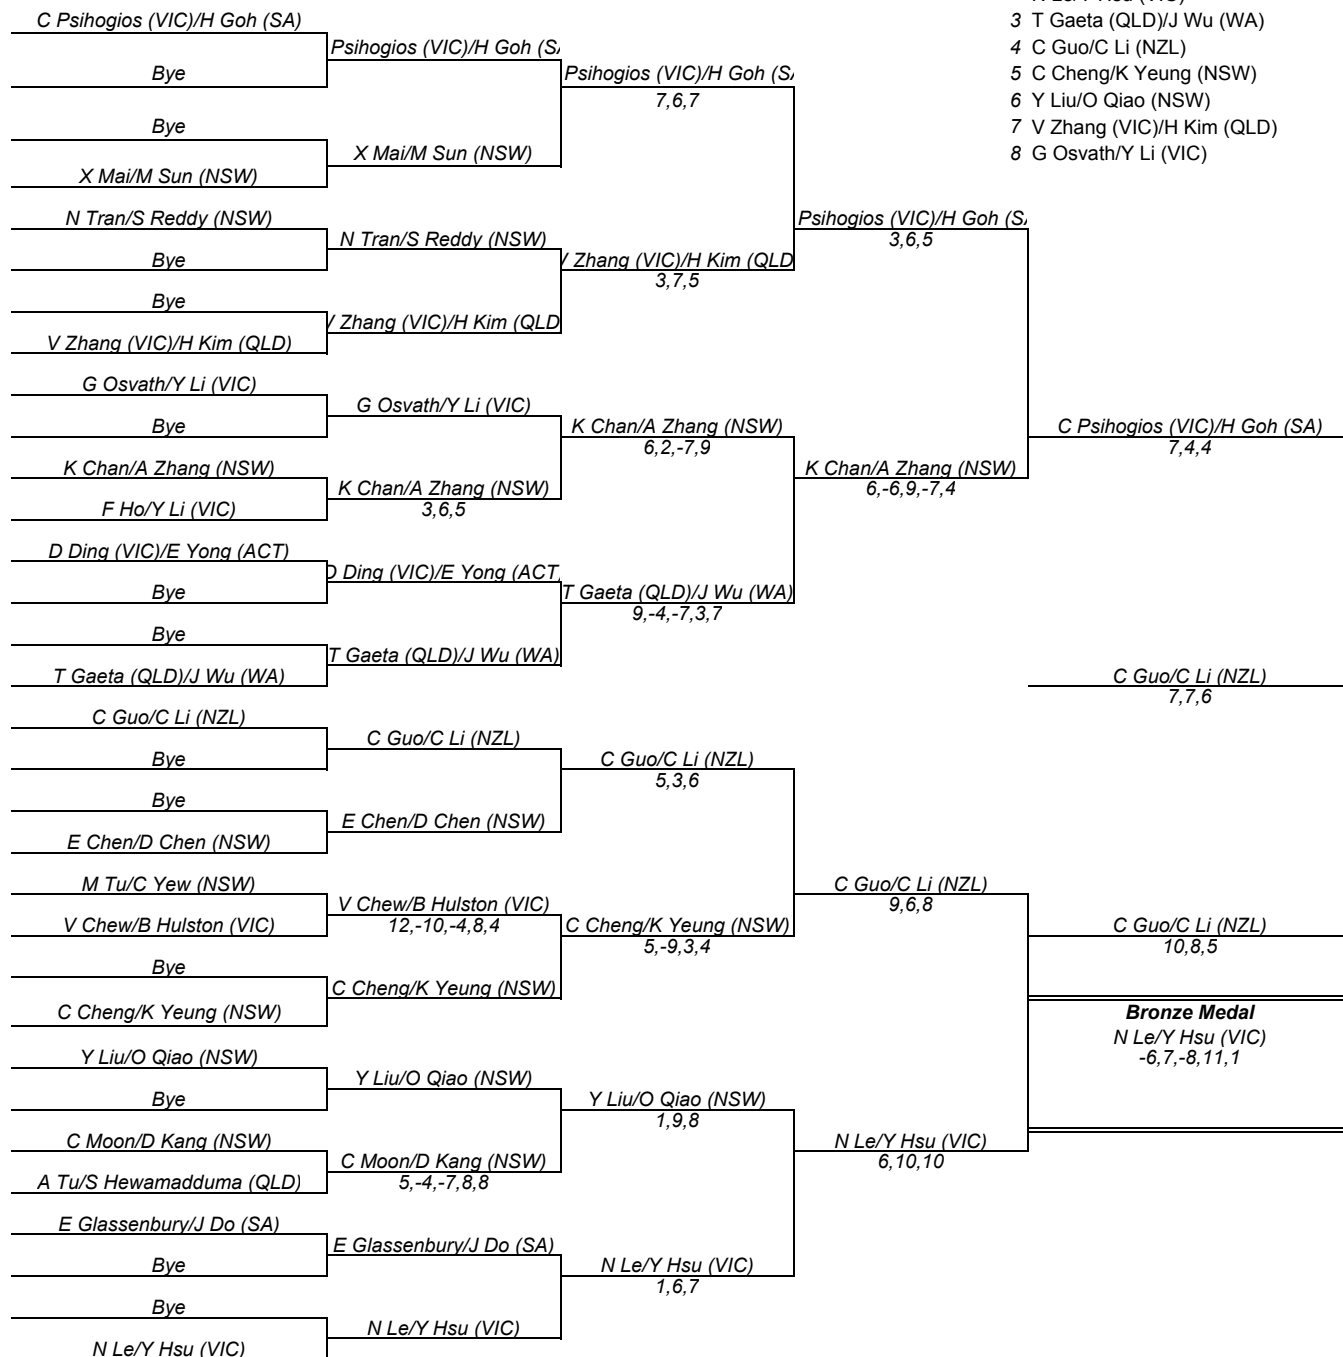 C Psihogios (VIC)/H Goh (SA)
Bye
Bye
X Mai/M Sun (NSW)
N Tran/S Reddy (NSW)
Bye
Bye
V Zhang (VIC)/H Kim (QLD)
G Osvath/Y Li (VIC)
Bye
K Chan/A Zhang (NSW)
F Ho/Y Li (VIC)
D Ding (VIC)/E Yong (ACT)
Bye
Bye
T Gaeta (QLD)/J Wu (WA)
C Guo/C Li (NZL)
Bye
Bye
E Chen/D Chen (NSW)
M Tu/C Yew (NSW)
V Chew/B Hulston (VIC)
Bye
C Cheng/K Yeung (NSW)
Y Liu/O Qiao (NSW)
Bye
C Moon/D Kang (NSW)
A Tu/S Hewamadduma (QLD)
E Glassenbury/J Do (SA)
Bye
Bye
N Le/Y Hsu (VIC)
Psihogios (VIC)/H Goh (S
X Mai/M Sun (NSW)
N Tran/S Reddy (NSW)
Zhang (VIC)/H Kim (QLD
G Osvath/Y Li (VIC)
K Chan/A Zhang (NSW)
3,6,5
D Ding (VIC)/E Yong (ACT
T Gaeta (QLD)/J Wu (WA)
C Guo/C Li (NZL)
E Chen/D Chen (NSW)
V Chew/B Hulston (VIC)
12,-10,-4,8,4
C Cheng/K Yeung (NSW)
Y Liu/O Qiao (NSW)
C Moon/D Kang (NSW)
5,-4,-7,8,8
E Glassenbury/J Do (SA)
N Le/Y Hsu (VIC)
Psihogios (VIC)/H Goh (S
7,6,7
Zhang (VIC)/H Kim (QLD
3,7,5
K Chan/A Zhang (NSW)
6,2,-7,9
T Gaeta (QLD)/J Wu (WA)
9,-4,-7,3,7
C Guo/C Li (NZL)
5,3,6
C Cheng/K Yeung (NSW)
5,-9,3,4
Y Liu/O Qiao (NSW)
1,9,8
N Le/Y Hsu (VIC)
1,6,7
Psihogios (VIC)/H Goh (S
3,6,5
K Chan/A Zhang (NSW)
6,-6,9,-7,4
C Guo/C Li (NZL)
9,6,8
N Le/Y Hsu (VIC)
6,10,10
3 T Gaeta (QLD)/J Wu (WA)
4 C Guo/C Li (NZL)
5 C Cheng/K Yeung (NSW)
6 Y Liu/O Qiao (NSW)
7 V Zhang (VIC)/H Kim (QLD)
8 G Osvath/Y Li (VIC)
C Psihogios (VIC)/H Goh (SA)
7,4,4
C Guo/C Li (NZL)
7,7,6
C Guo/C Li (NZL)
10,8,5
Bronze Medal
N Le/Y Hsu (VIC)
-6,7,-8,11,1